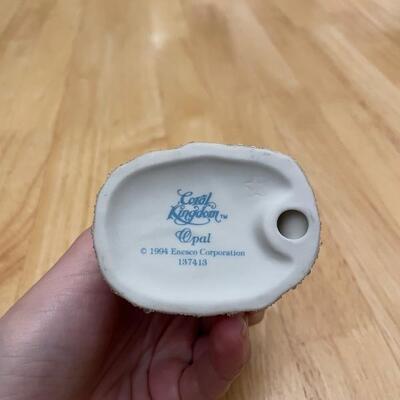 Coral
Kingdom™
Opal
© 1994 Enesco Corporation
137413